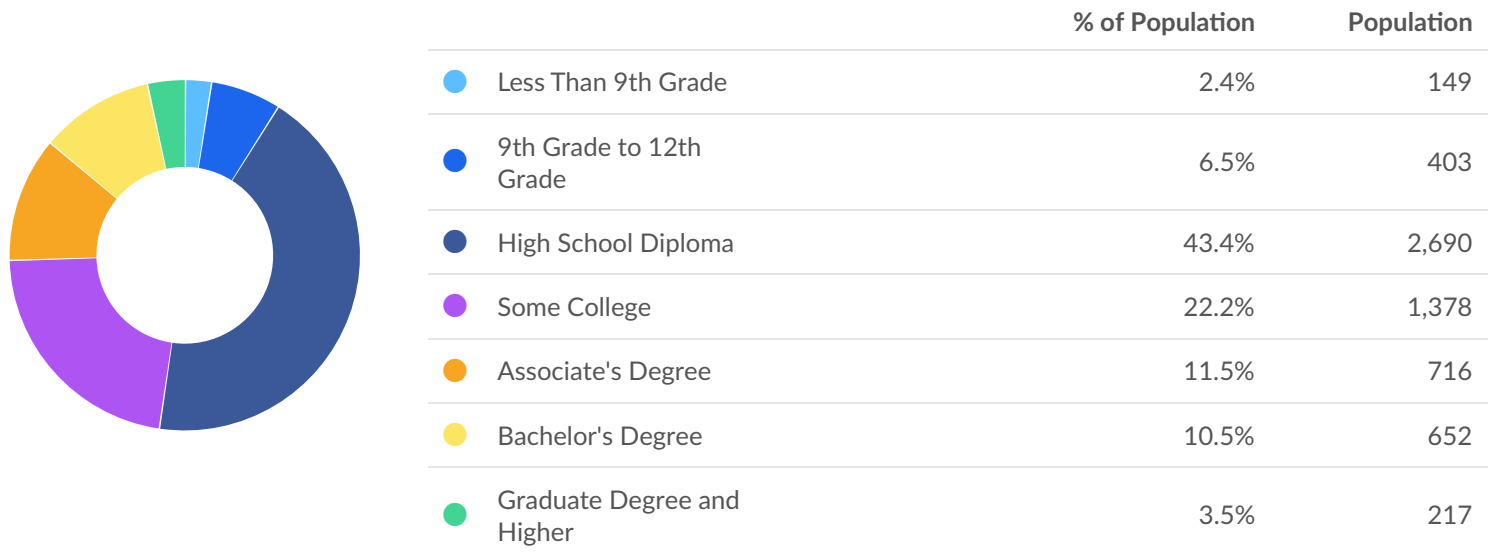 % of Population Population
Less Than 9th Grade 2.4% 149
9th Grade to 12th
Grade 6.5% 403
High School Diploma 43.4% 2,690
Some College 22.2% 1,378
Associate's Degree 11.5% 716
Bachelor's Degree 10.5% 652
Graduate Degree and
Higher 3.5% 217